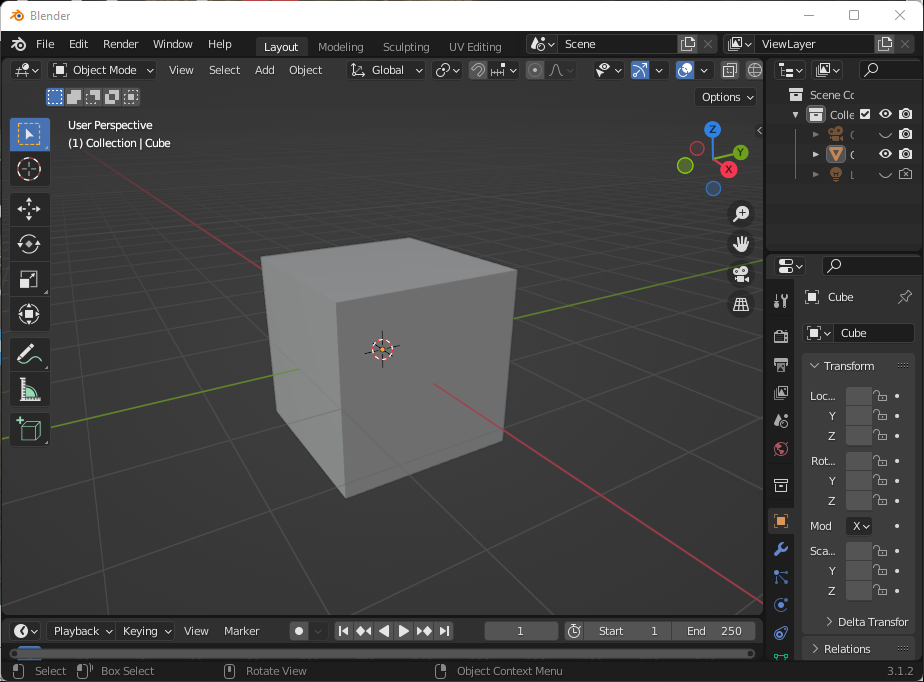 Blender
File Edit Render Window Help Layout Modeling Sculpting UV Editing Scene ViewLayer
Object Mode View Select Add Object Global
Options
User Perspective
(1) Collection | Cube
Z
Y
X
Scene Cc
Colle
Cube
Cube
Transform
Loc...
Y
Z
Rot...
Y
Z
Mod X
Sca...
Y
Z
Delta Transfor
Relations
Playback Keying View Marker 1 Start 1 End 250
Select Box Select Rotate View Object Context Menu 3.1.2